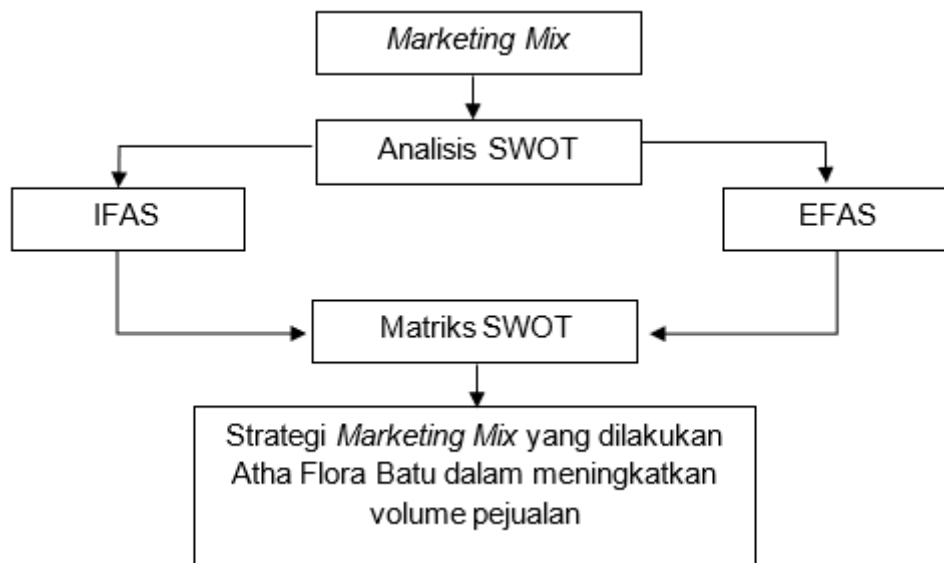 Marketing Mix
Analisis SWOT
IFAS
EFAS
Matriks SWOT
Strategi Marketing Mix yang dilakukan
Atha Flora Batu dalam meningkatkan
volume pejualan